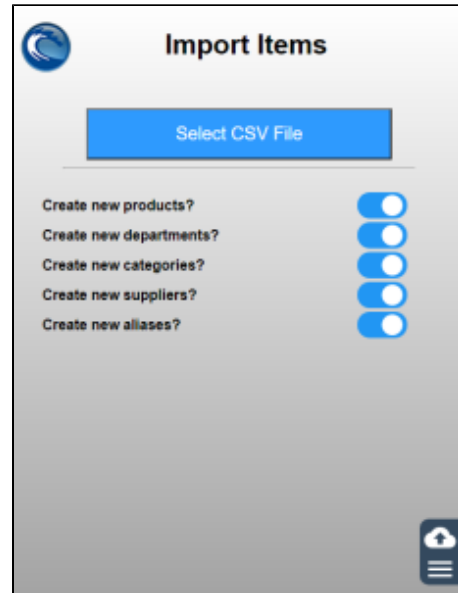 Import Items
Select CSV File
Create new products?
Create new departments?
Create new categories?
Create new suppliers?
Create new aliases?